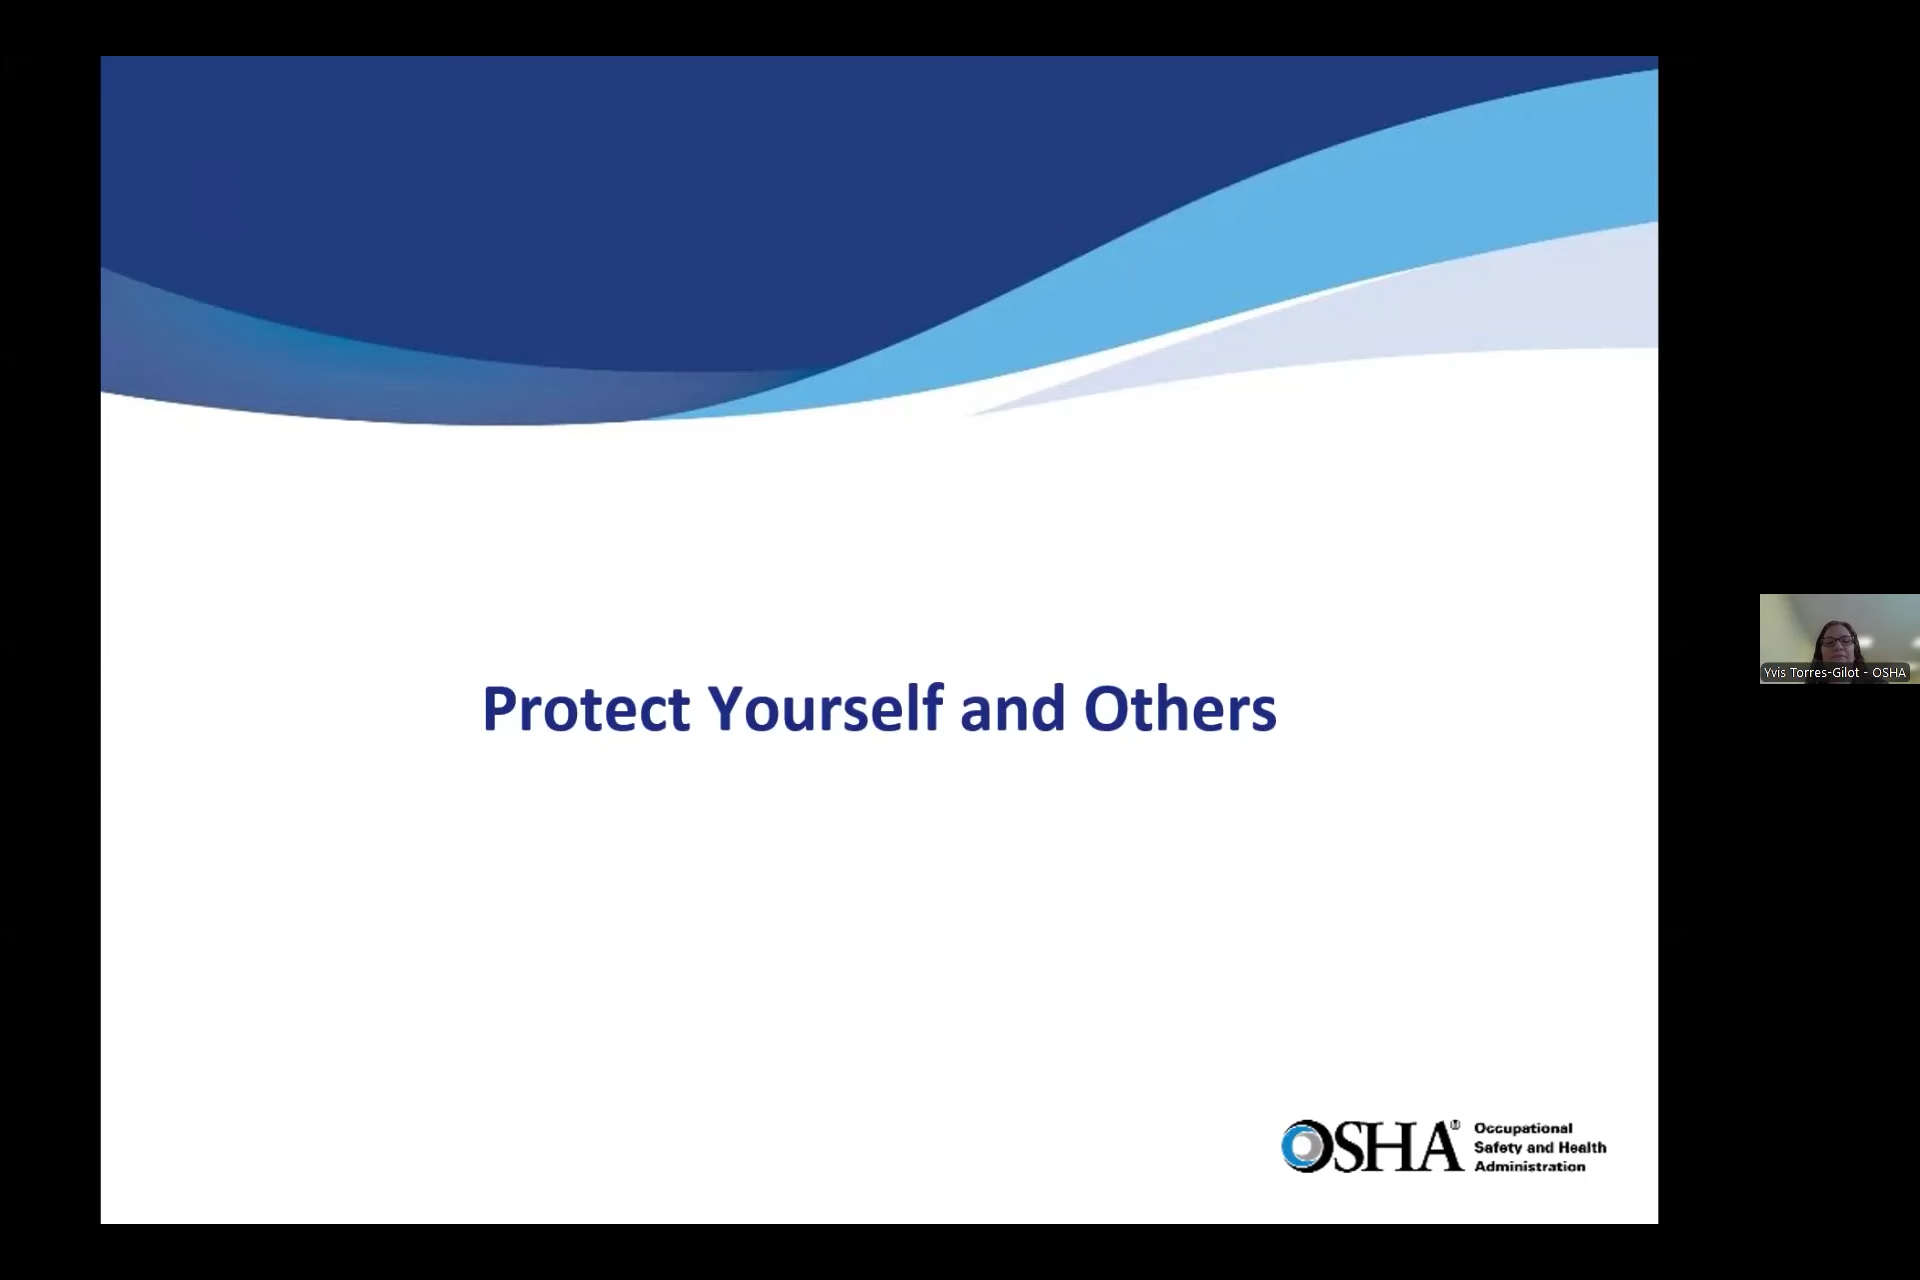 Protect Yourself and Others
Yvis Torres-Gilot - OSHA
OSHA®
Occupational
Safety and Health
Administration